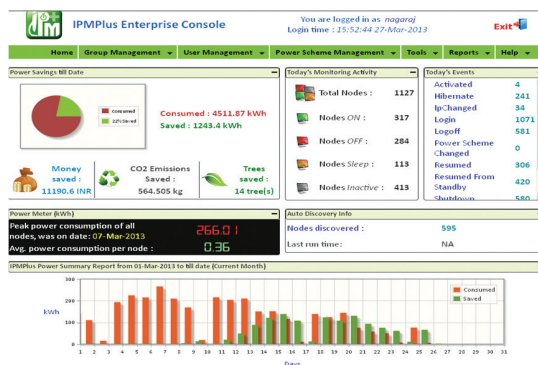 IPMPlus Enterprise Console
You are logged in as nagaraj
Login time : 15:52:44 27-Mar-2013
Exit
Home Group Management User Management Power Scheme Management Tools Reports Help
Power Savings till Date
Consumed
22% Saved
Consumed : 4511.87 kWh
Saved : 1243.4 kWh
Money saved : 11190.6 INR
CO2 Emissions Saved : 564.505 kg
Trees saved : 14 tree(s)
Today's Monitoring Activity
Total Nodes : 1127
Nodes ON : 317
Nodes OFF : 284
Nodes Sleep : 113
Nodes Inactive : 413
Today's Events
Activated 4
Hibernate 241
IpChanged 34
Login 1071
Logoff 581
Power Scheme Changed 0
Resumed 306
Resumed From Standby 420
Shutdown 580
Power Meter (kWh)
Peak power consumption of all nodes, was on date: 07-Mar-2013 266.01
Avg. power consumption per node : 0.36
Auto Discovery Info
Nodes discovered : 595
Last run time: NA
IPMPlus Power Summary Report from 01-Mar-2013 to till date (Current Month)
kWh
300
200
100
0
Consumed
Saved
1 2 3 4 5 6 7 8 9 10 11 12 13 14 15 16 17 18 19 20 21 22 23 24 25 26 27 28 29 30 31
Days